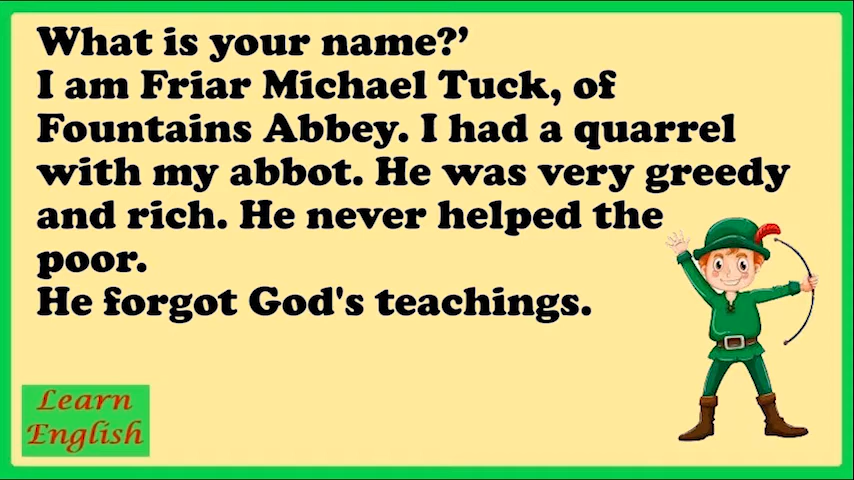 What is your name?’
I am Friar Michael Tuck, of
Fountains Abbey. I had a quarrel
with my abbot. He was very greedy
and rich. He never helped the
poor.
He forgot God's teachings.
Learn
English